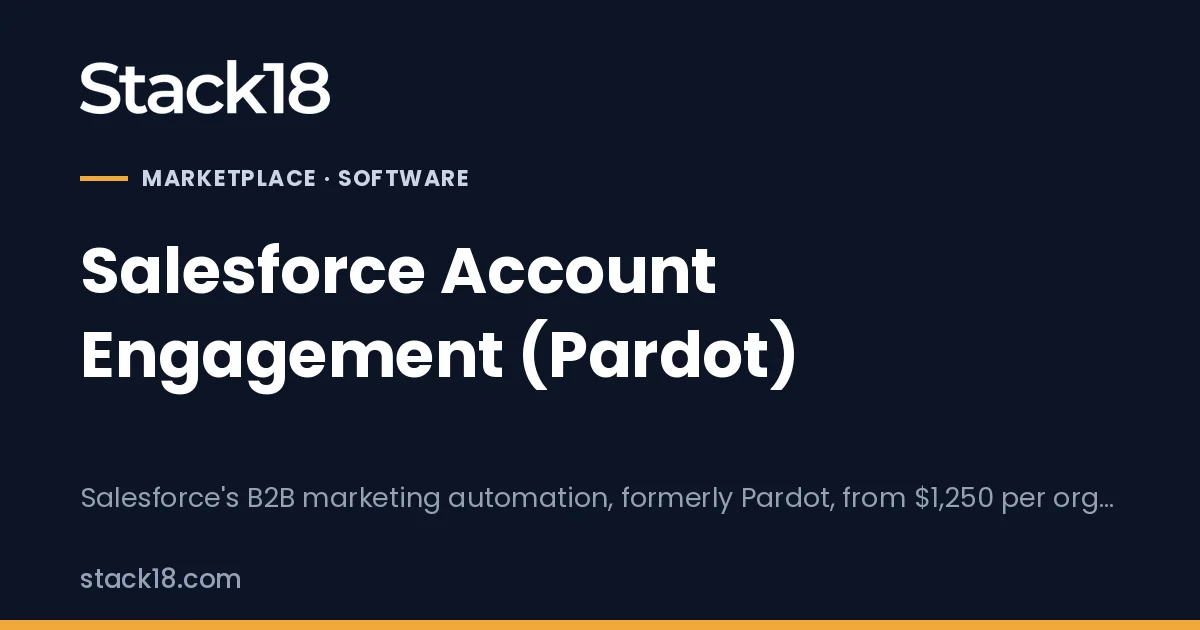 Stack18
MARKETPLACE · SOFTWARE
Salesforce Account
Engagement (Pardot)
Salesforce's B2B marketing automation, formerly Pardot, from $1,250 per org...
stack18.com